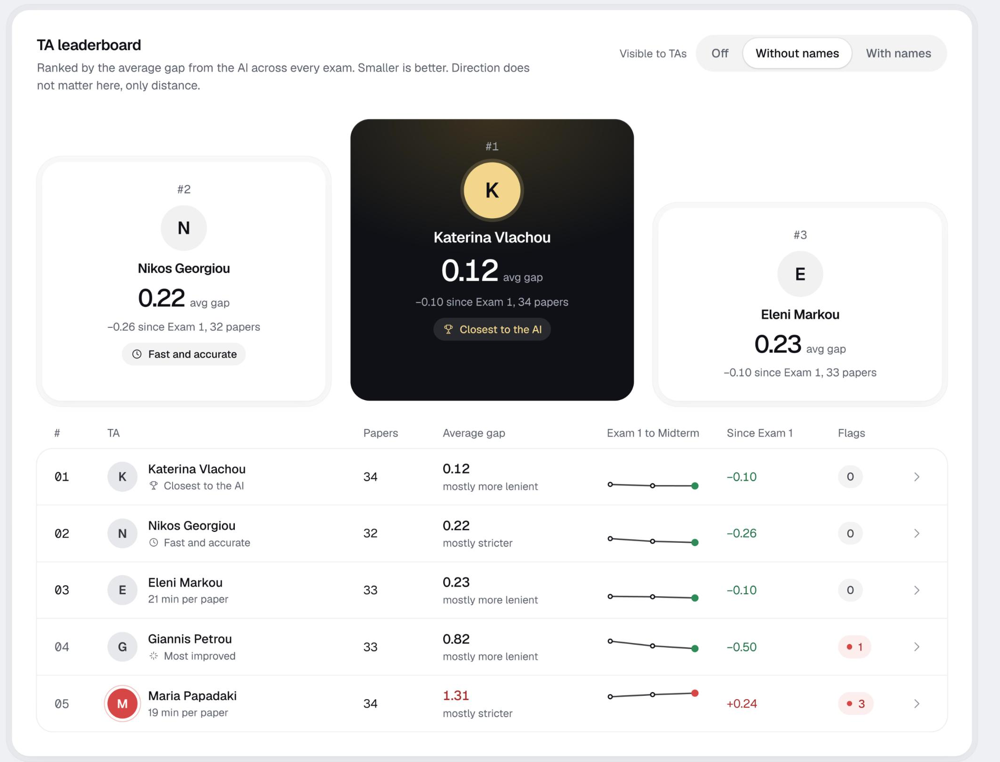 TA leaderboard
Ranked by the average gap from the AI across every exam. Smaller is better. Direction does
not matter here, only distance.
Visible to TAs
Off
Without names
With names
#2
N
Nikos Georgiou
0.22 avg gap
−0.26 since Exam 1, 32 papers
Fast and accurate
#1
K
Katerina Vlachou
0.12 avg gap
−0.10 since Exam 1, 34 papers
Closest to the AI
#3
E
Eleni Markou
0.23 avg gap
−0.10 since Exam 1, 33 papers
# TA Papers Average gap Exam 1 to Midterm Since Exam 1 Flags
01 K Katerina Vlachou 34 0.12 −0.10 0
Closest to the AI mostly more lenient
02 N Nikos Georgiou 32 0.22 −0.26 0
Fast and accurate mostly stricter
03 E Eleni Markou 33 0.23 −0.10 0
21 min per paper mostly more lenient
04 G Giannis Petrou 33 0.82 −0.50 1
Most improved mostly more lenient
05 M Maria Papadaki 34 1.31 +0.24 3
19 min per paper mostly stricter